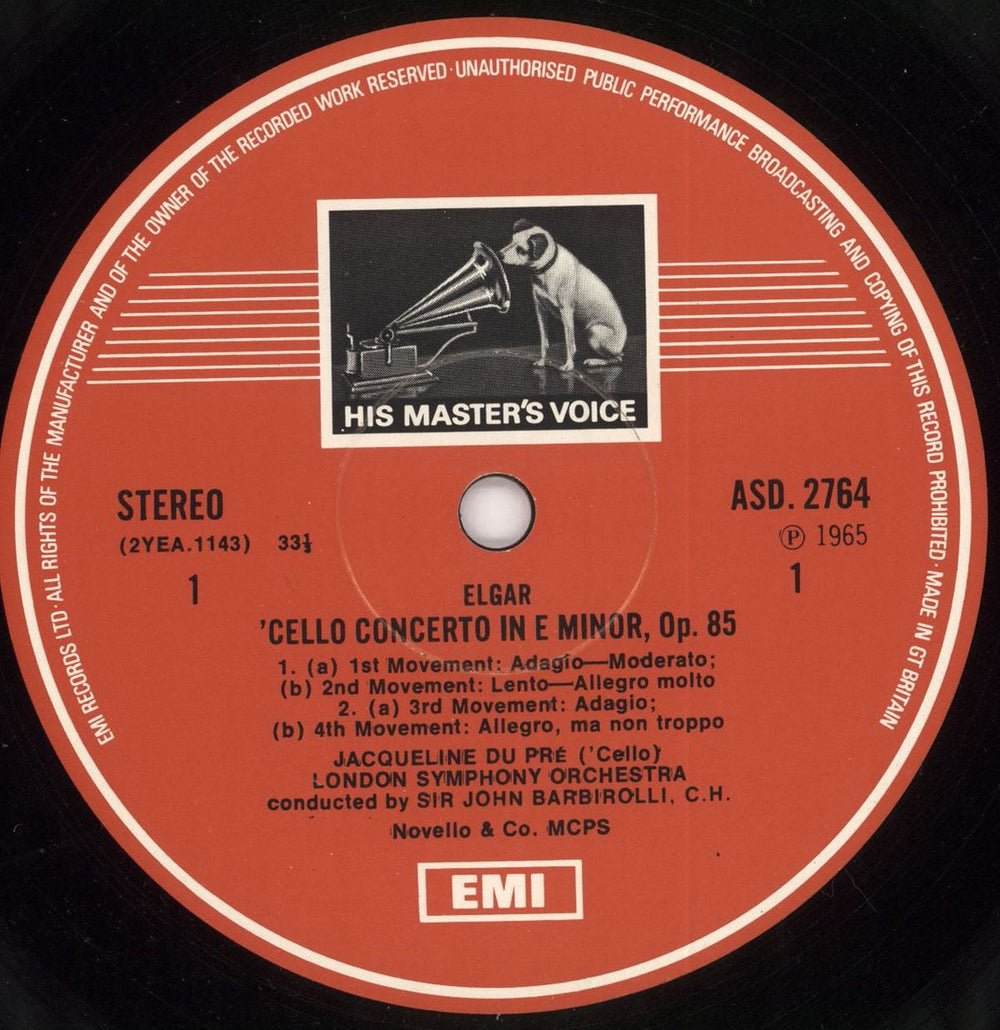 EMI RECORDS LTD · ALL RIGHTS OF THE MANUFACTURER AND OF THE OWNER OF THE RECORDED WORK RESERVED · UNAUTHORISED PUBLIC PERFORMANCE BROADCASTING AND COPYING OF THIS RECORD PROHIBITED · MADE IN GT BRITAIN
HIS MASTER'S VOICE
STEREO
(2YEA.1143) 33⅓
1
ASD. 2764
Ⓟ 1965
1
ELGAR
'CELLO CONCERTO IN E MINOR, Op. 85
1. (a) 1st Movement: Adagio—Moderato;
(b) 2nd Movement: Lento—Allegro molto
2. (a) 3rd Movement: Adagio;
(b) 4th Movement: Allegro, ma non troppo
JACQUELINE DU PRÉ ('Cello)
LONDON SYMPHONY ORCHESTRA
conducted by SIR JOHN BARBIROLLI, C.H.
Novello & Co. MCPS
EMI